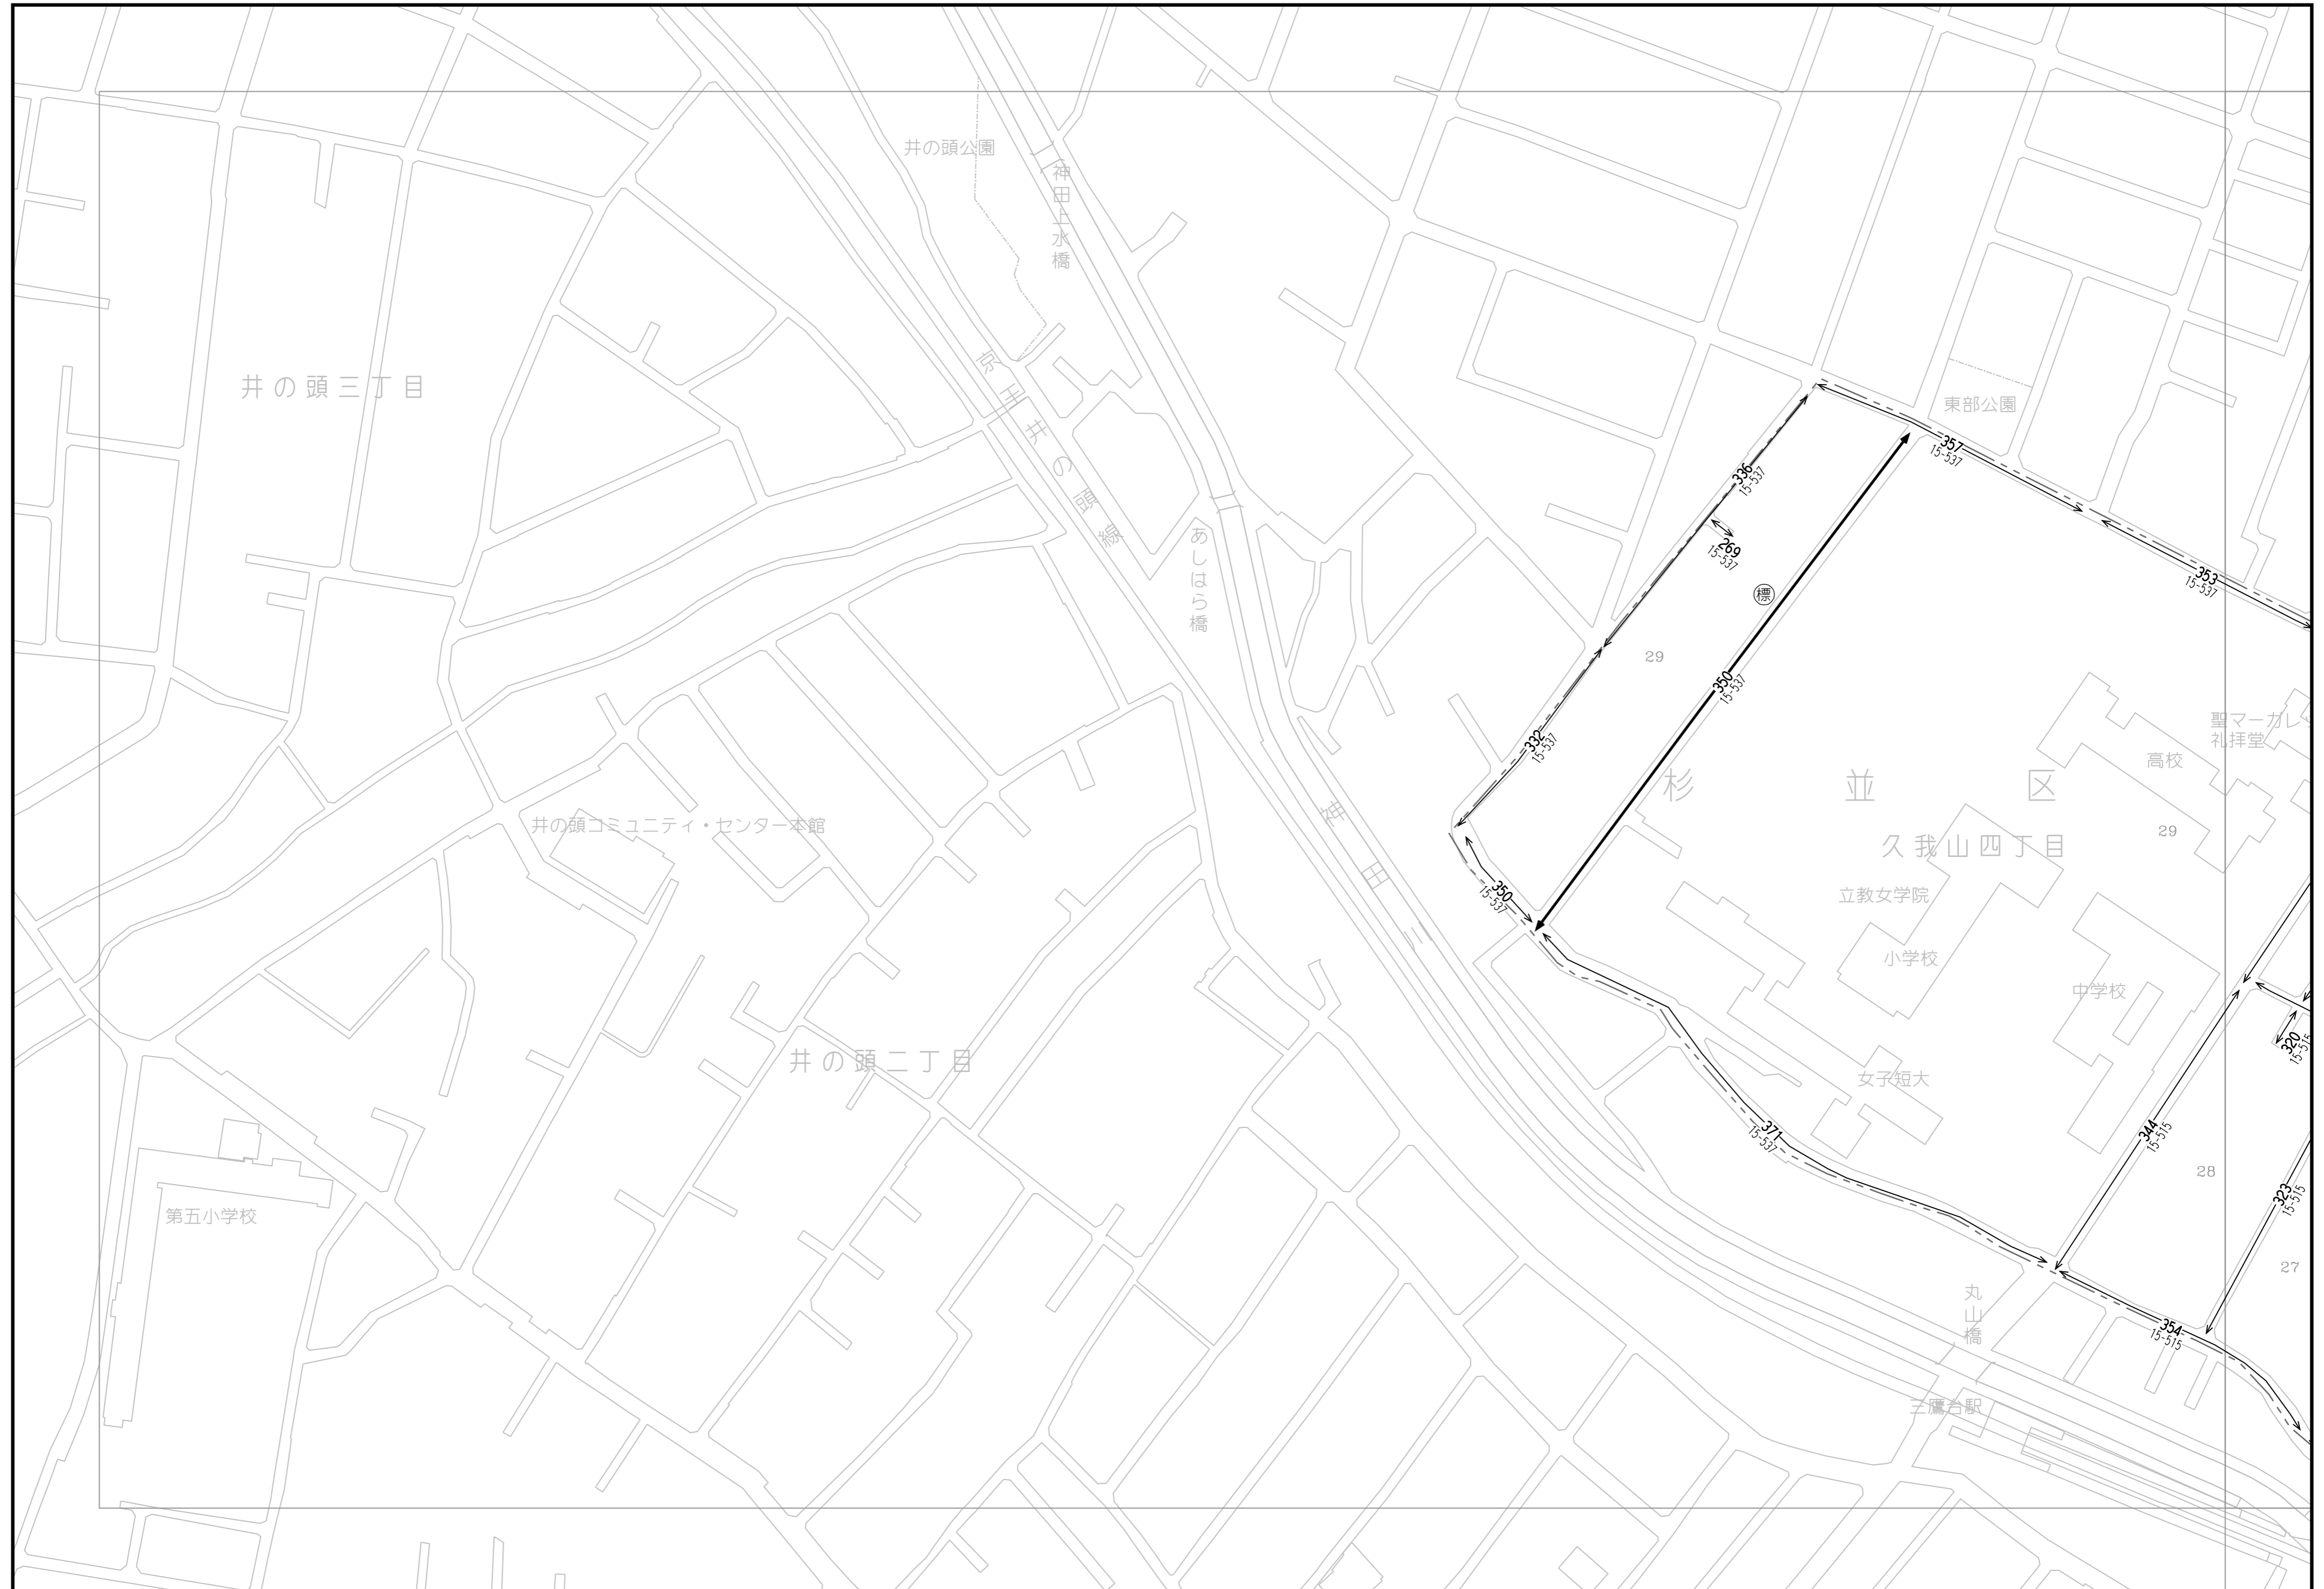 井の頭公園
神田上水橋
井の頭三丁目
京王井の頭線
東部公園
357
15-537
336
15-537
269
15-537
標
353
15-537
あしはら橋
29
350
15-537
332
15-537
聖マーガレ
礼拝堂
高校
杉並区
神田
井の頭コミュニティ・センター本館
29
久我山四丁目
立教女学院
350
15-537
小学校
中学校
320
15-515
井の頭二丁目
女子短大
371
15-537
344
15-515
28
323
15-515
第五小学校
27
丸山橋
354
15-515
三鷹台駅